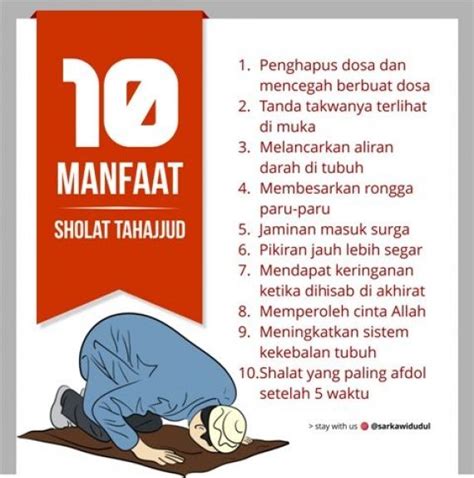 10
MANFAAT
SHOLAT TAHAJJUD
1. Penghapus dosa dan
mencegah berbuat dosa
2. Tanda takwanya terlihat
di muka
3. Melancarkan aliran
darah di tubuh
4. Membesarkan rongga
paru-paru
5. Jaminan masuk surga
6. Pikiran jauh lebih segar
7. Mendapat keringanan
ketika dihisab di akhirat
8. Memperoleh cinta Allah
9. Meningkatkan sistem
kekebalan tubuh
10.Shalat yang paling afdol
setelah 5 waktu
> stay with us @sarkawidudul